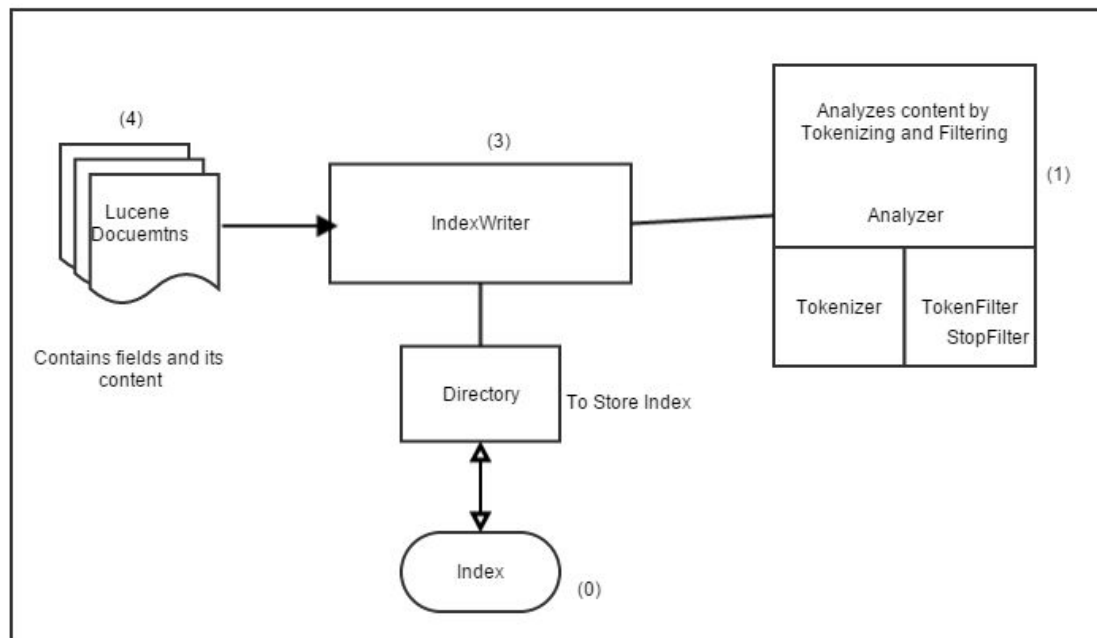 (4)
Lucene
Docuemtns
Contains fields and its
content
(3)
IndexWriter
Analyzes content by
Tokenizing and Filtering
(1)
Analyzer
Tokenizer
TokenFilter
StopFilter
Directory
To Store Index
Index
(0)